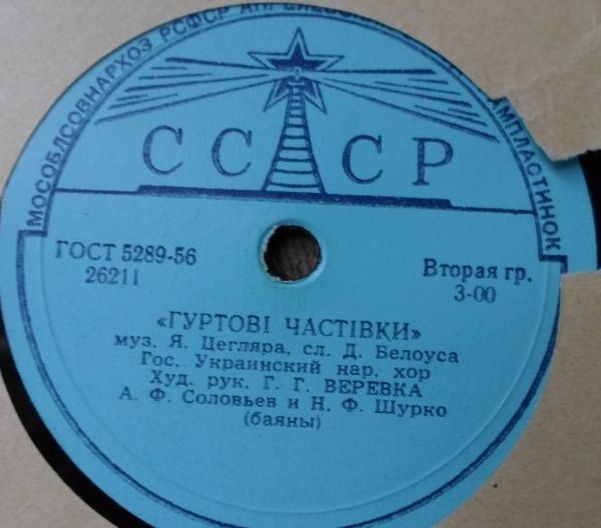 МОСОБЛСОВНАРХОЗ РСФСР
МПЛАСТИНОК
СССР
ГОСТ 5289-56
26211
Вторая гр.
3-00
«ГУРТОВІ ЧАСТІВКИ»
муз. Я. Цегляра, сл. Д. Белоуса
Гос. Украинский нар. хор
Худ. рук. Г. Г. ВЕРЕВКА
А. Ф. Соловьев и Н. Ф. Шурко
(баяны)